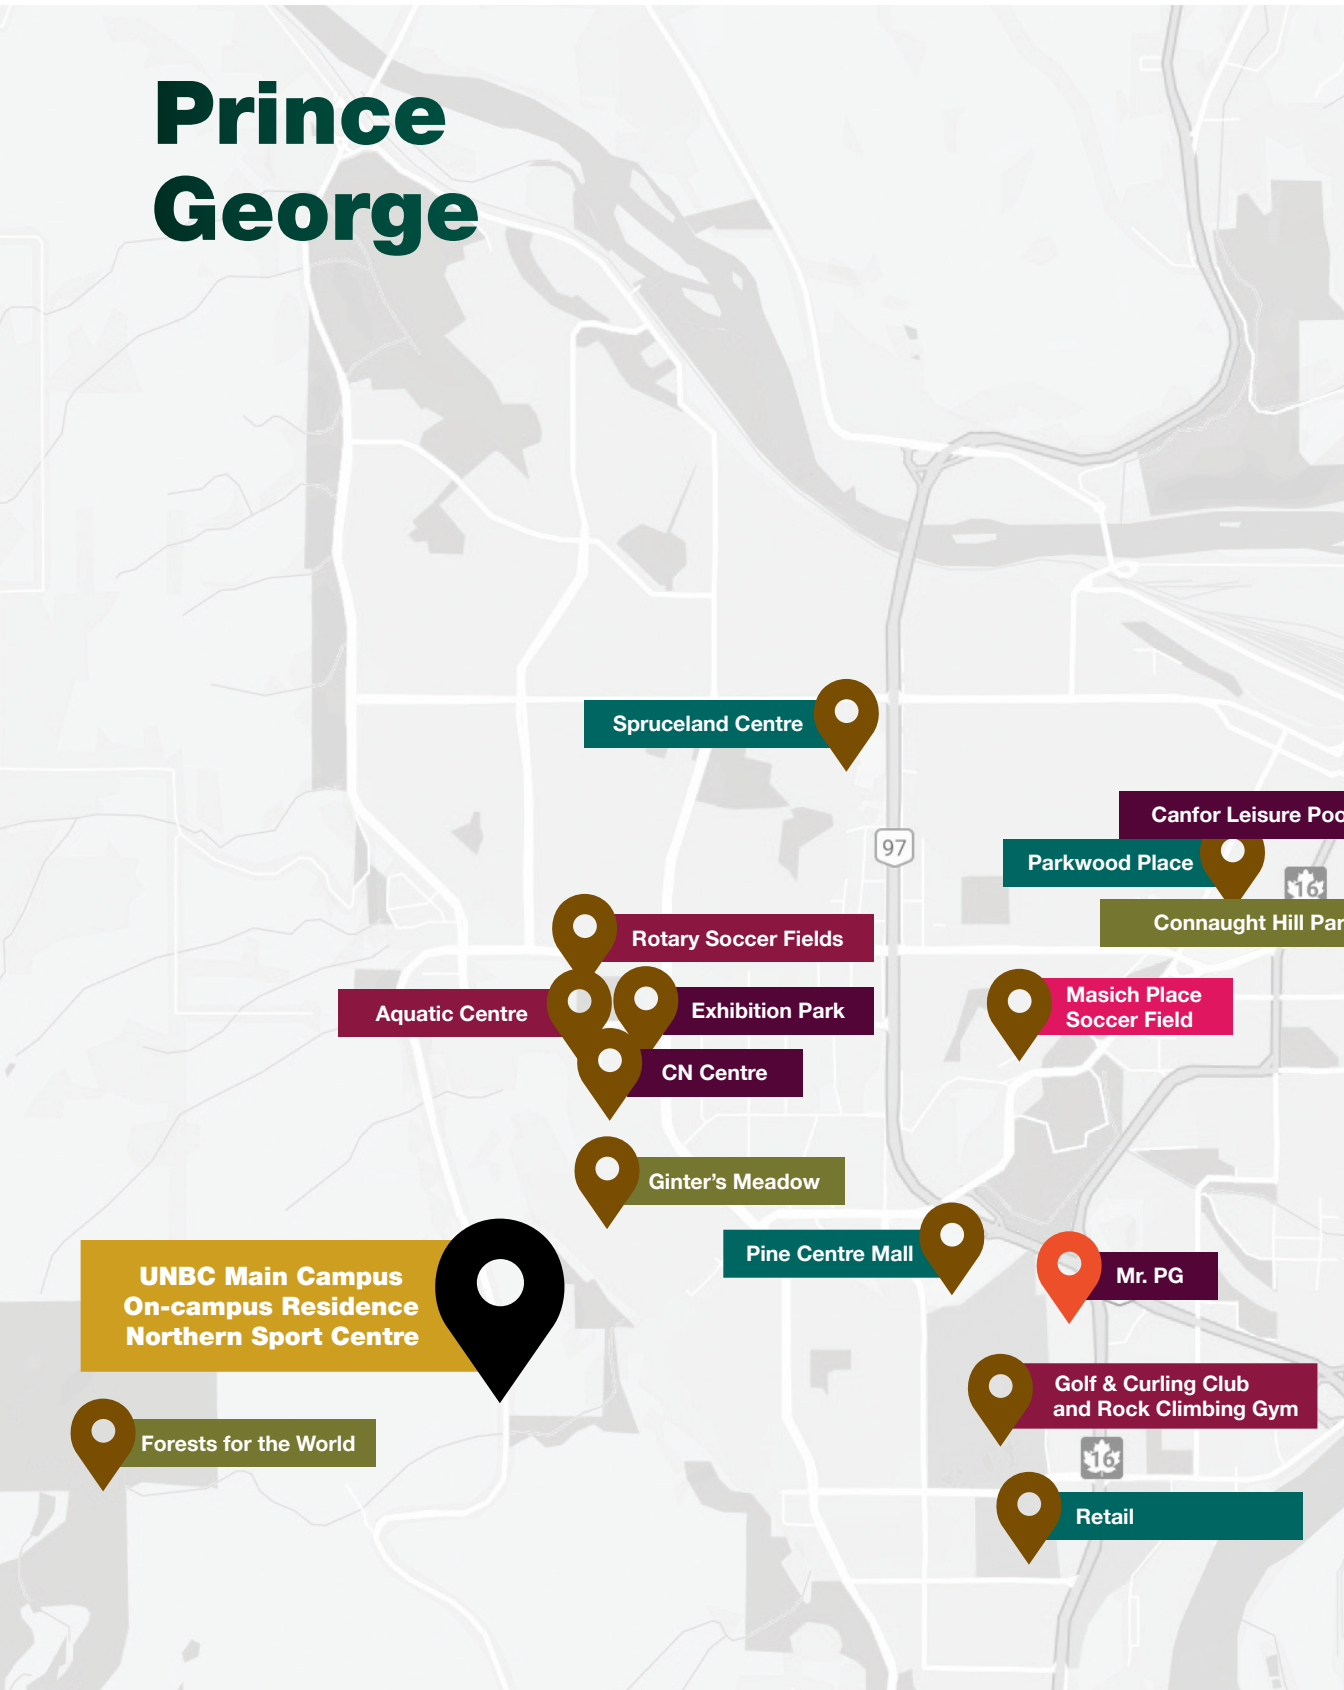 Prince
George
Spruceland Centre
Canfor Leisure Poo
97
Parkwood Place
16
Connaught Hill Par
Rotary Soccer Fields
Masich Place
Soccer Field
Aquatic Centre
Exhibition Park
CN Centre
Ginter’s Meadow
Pine Centre Mall
Mr. PG
UNBC Main Campus
On-campus Residence
Northern Sport Centre
Golf & Curling Club
and Rock Climbing Gym
Forests for the World
16
Retail